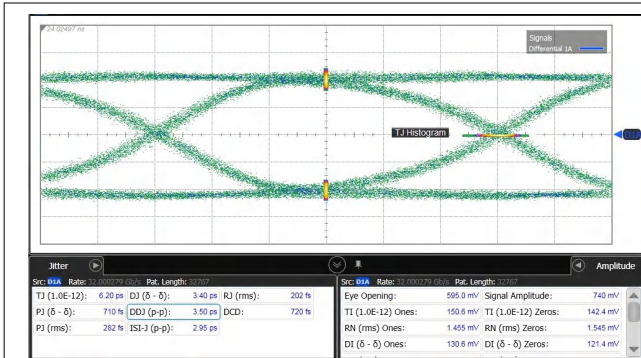 24.02497 ns
Signals
Differential 1A
TJ Histogram
Jitter
Amplitude
Src: D1A Rate: 32.000279 Gb/s Pat. Length: 32767
TJ (1.0E-12): 6.20 ps DJ (δ - δ): 3.40 ps RJ (rms): 202 fs
PJ (δ - δ): 710 fs DDJ (p-p): 3.50 ps DCD: 720 fs
PJ (rms): 282 fs ISI-J (p-p): 2.95 ps
Src: D1A Rate: 32.000279 Gb/s Pat. Length: 32767
Eye Opening: 595.0 mV Signal Amplitude: 740 mV
TI (1.0E-12) Ones: 150.6 mV TI (1.0E-12) Zeros: 142.4 mV
RN (rms) Ones: 1.455 mV RN (rms) Zeros: 1.545 mV
DI (δ - δ) Ones: 130.6 mV DI (δ - δ) Zeros: 121.4 mV